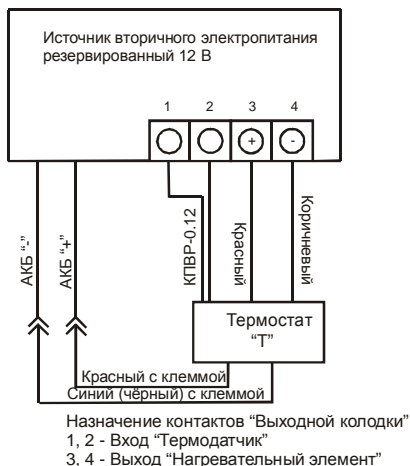 Источник вторичного электропитания
резервированный 12 В
1 2 3 4
+ -
АКБ “-”
АКБ “+”
КПВР-0.12
Красный
Коричневый
Термостат
“Т”
Красный с клеммой
Синий (чёрный) с клеммой
Назначение контактов “Выходной колодки”
1, 2 - Вход “Термодатчик”
3, 4 - Выход “Нагревательный элемент”